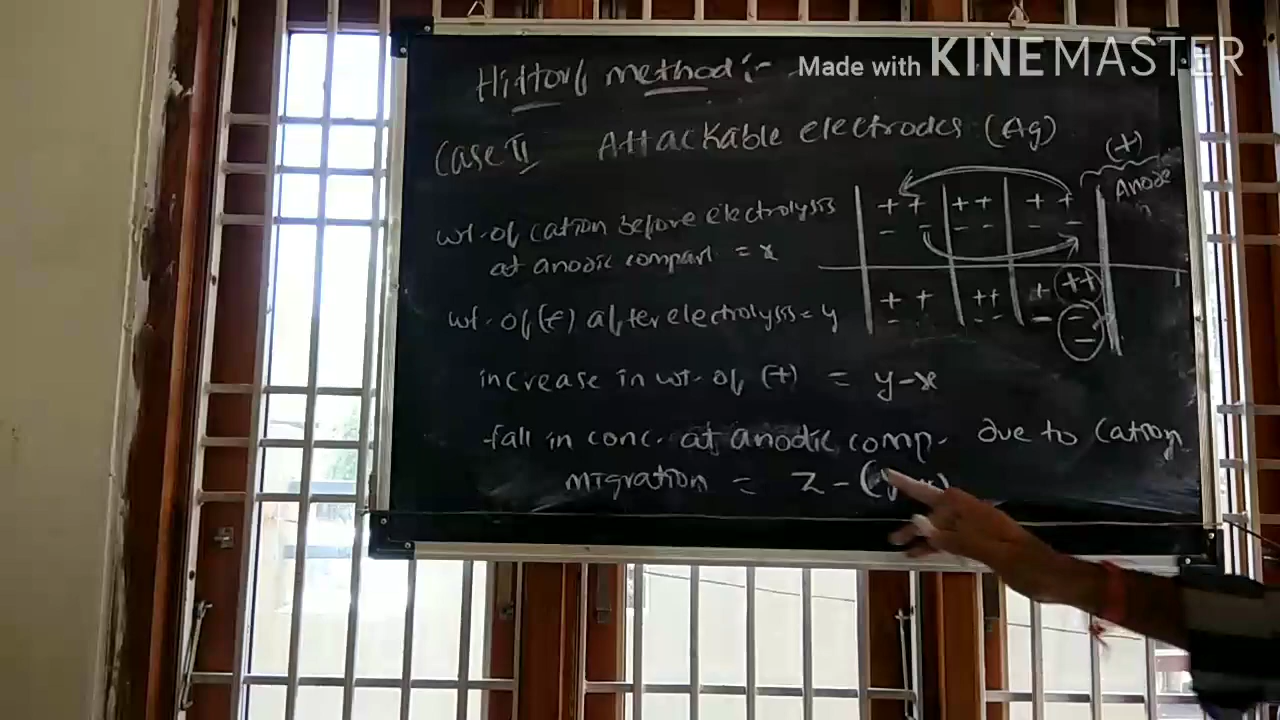 Made with KINEMASTER
Hittorf method :-
Case II Attackable electrodes (Ag)
(+)
Anode
wt. of cation before electrolysis
at anodic compart = x
wt. of (+) after electrolysis = y
increase in wt. of (+) = y-x
fall in conc. at anodic comp. due to cation
migration = z - (
++ ++ ++
-- -- -
++ ++ + ++
-- -- - -
-